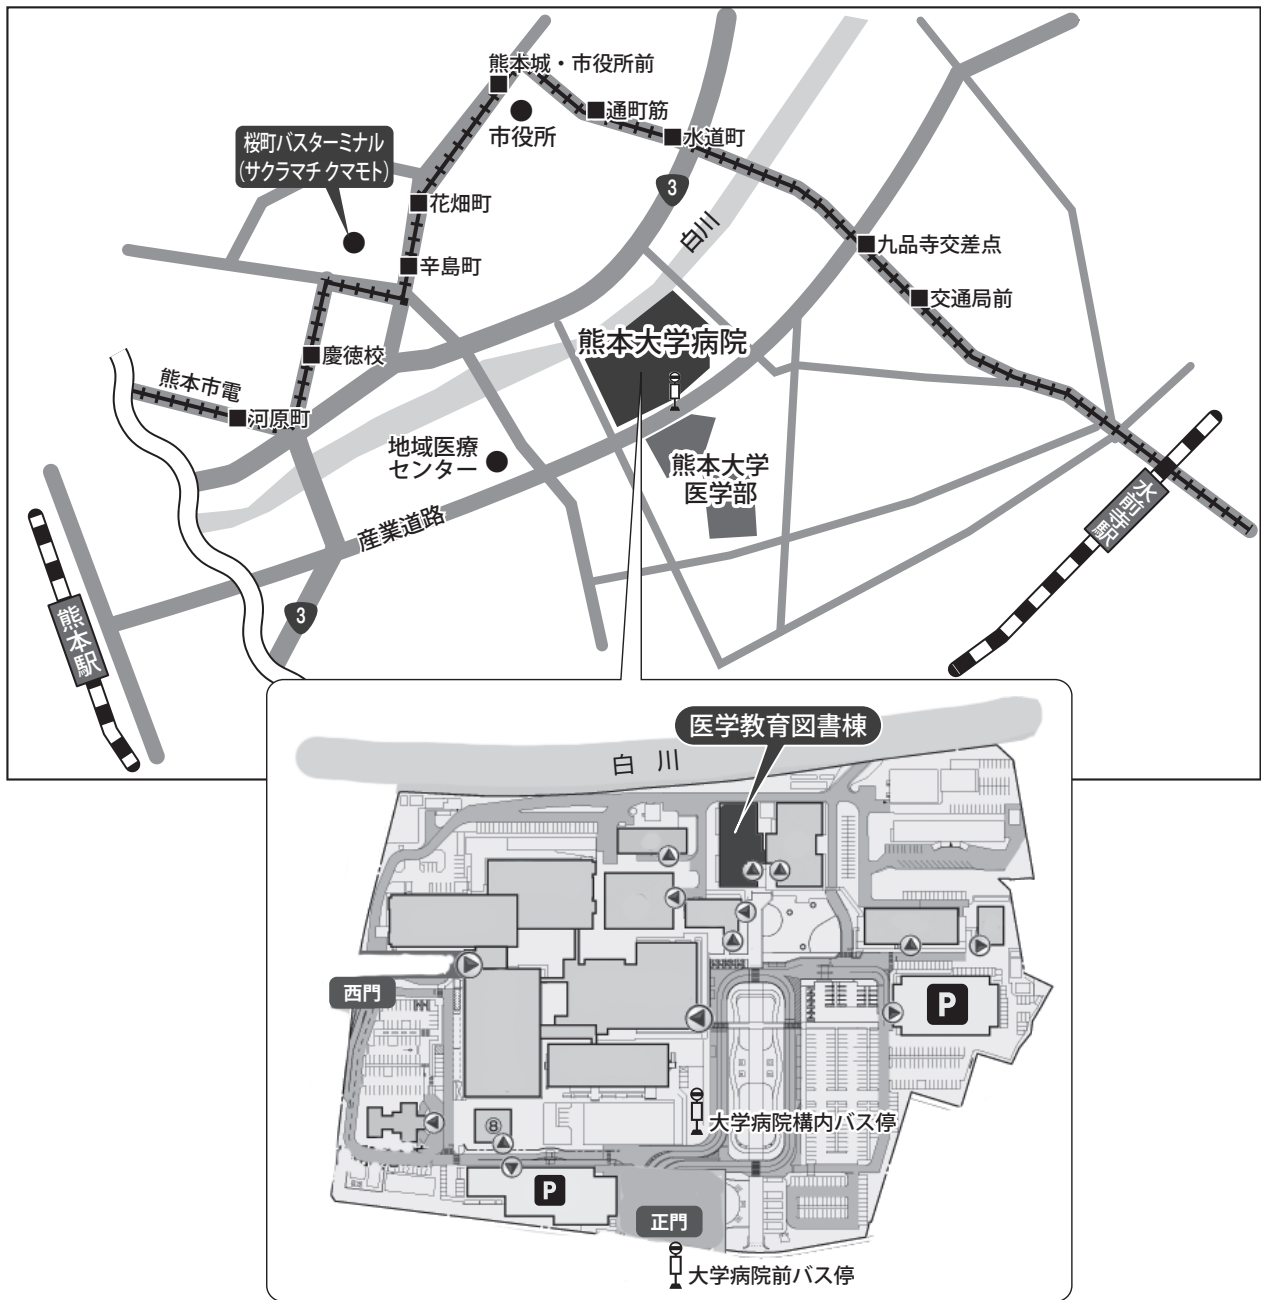 熊本城・市役所前
通町筋
市役所
水道町
桜町バスターミナル
(サクラマチ クマモト)
3
花畑町
白川
九品寺交差点
辛島町
交通局前
熊本大学病院
慶徳校
熊本市電
河原町
地域医療
センター
熊本大学
医学部
水前寺駅
産業道路
3
熊本駅
医学教育図書棟
白 川
西門
P
⑧
大学病院構内バス停
P
正門
大学病院前バス停